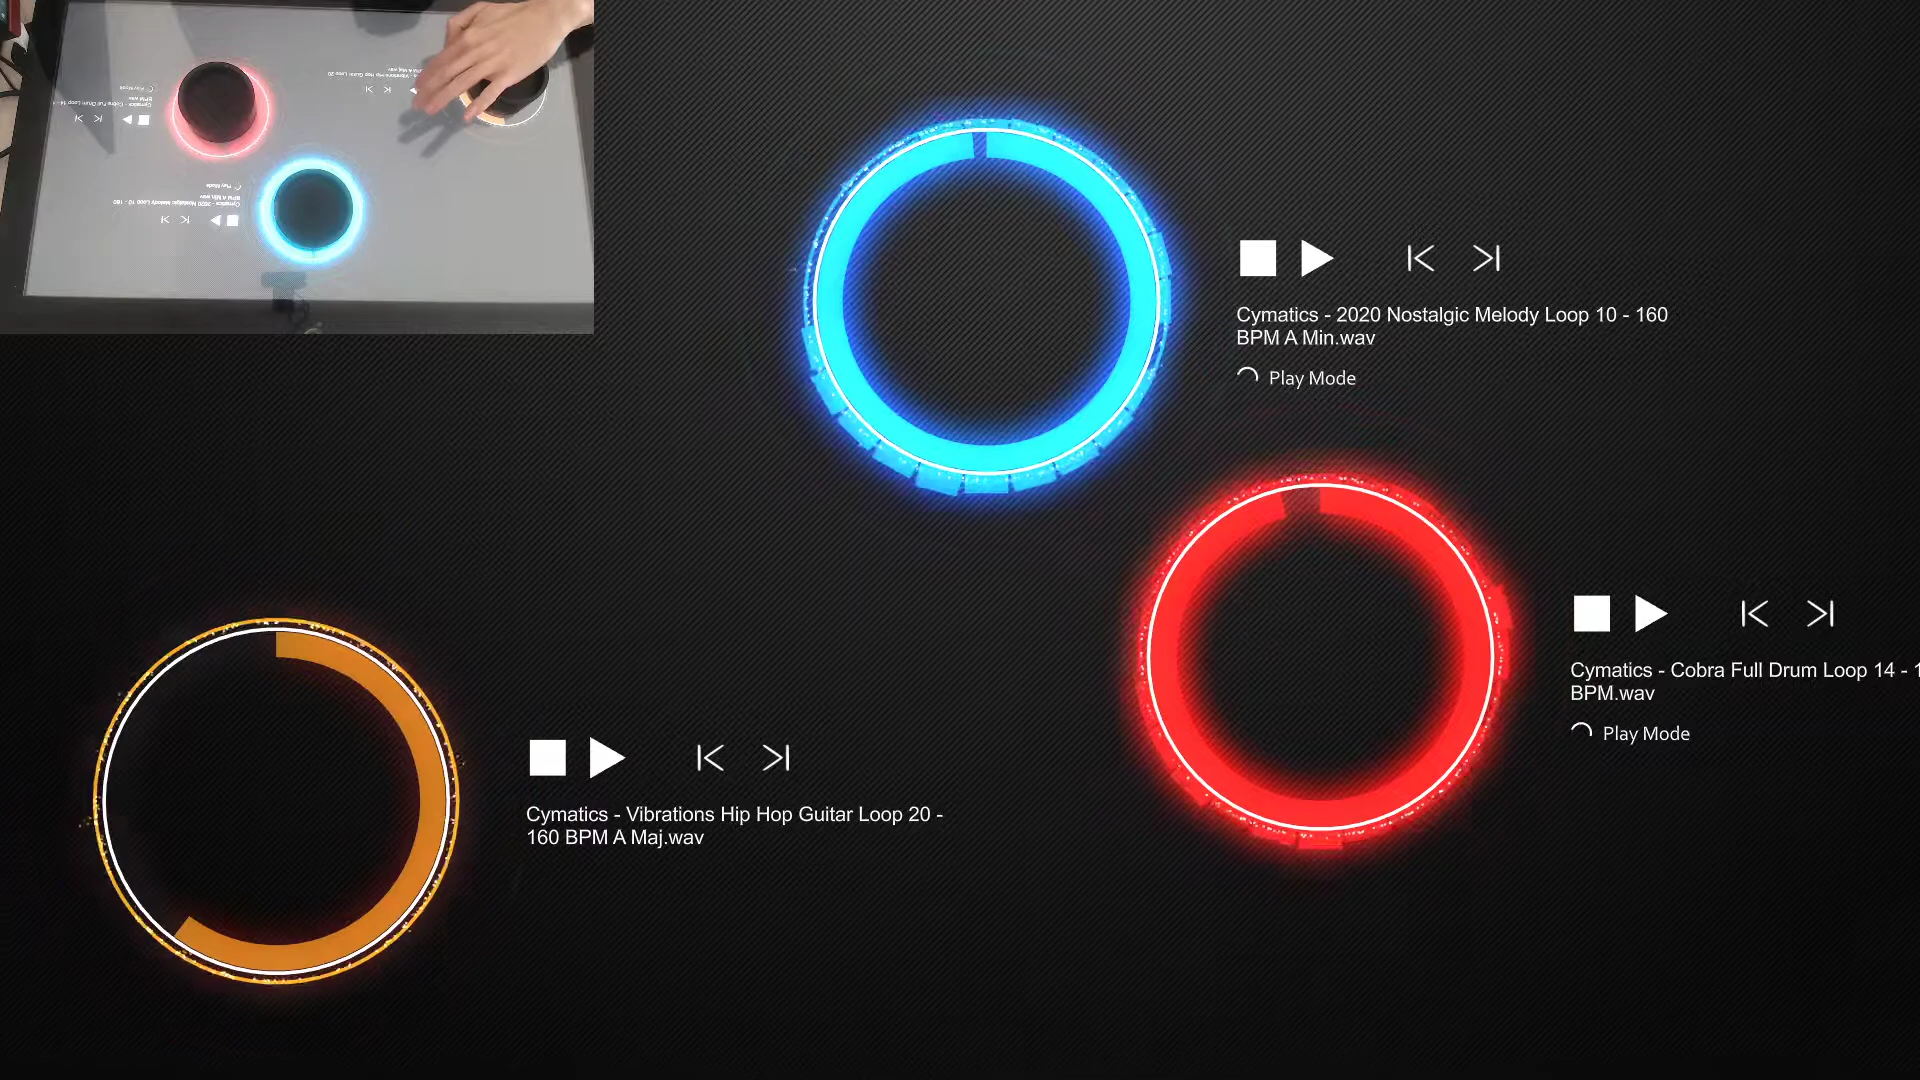 Cymatics - 2020 Nostalgic Melody Loop 10 - 160
BPM A Min.wav
Play Mode
Cymatics - Cobra Full Drum Loop 14 - 1
BPM.wav
Play Mode
Cymatics - Vibrations Hip Hop Guitar Loop 20 -
160 BPM A Maj.wav